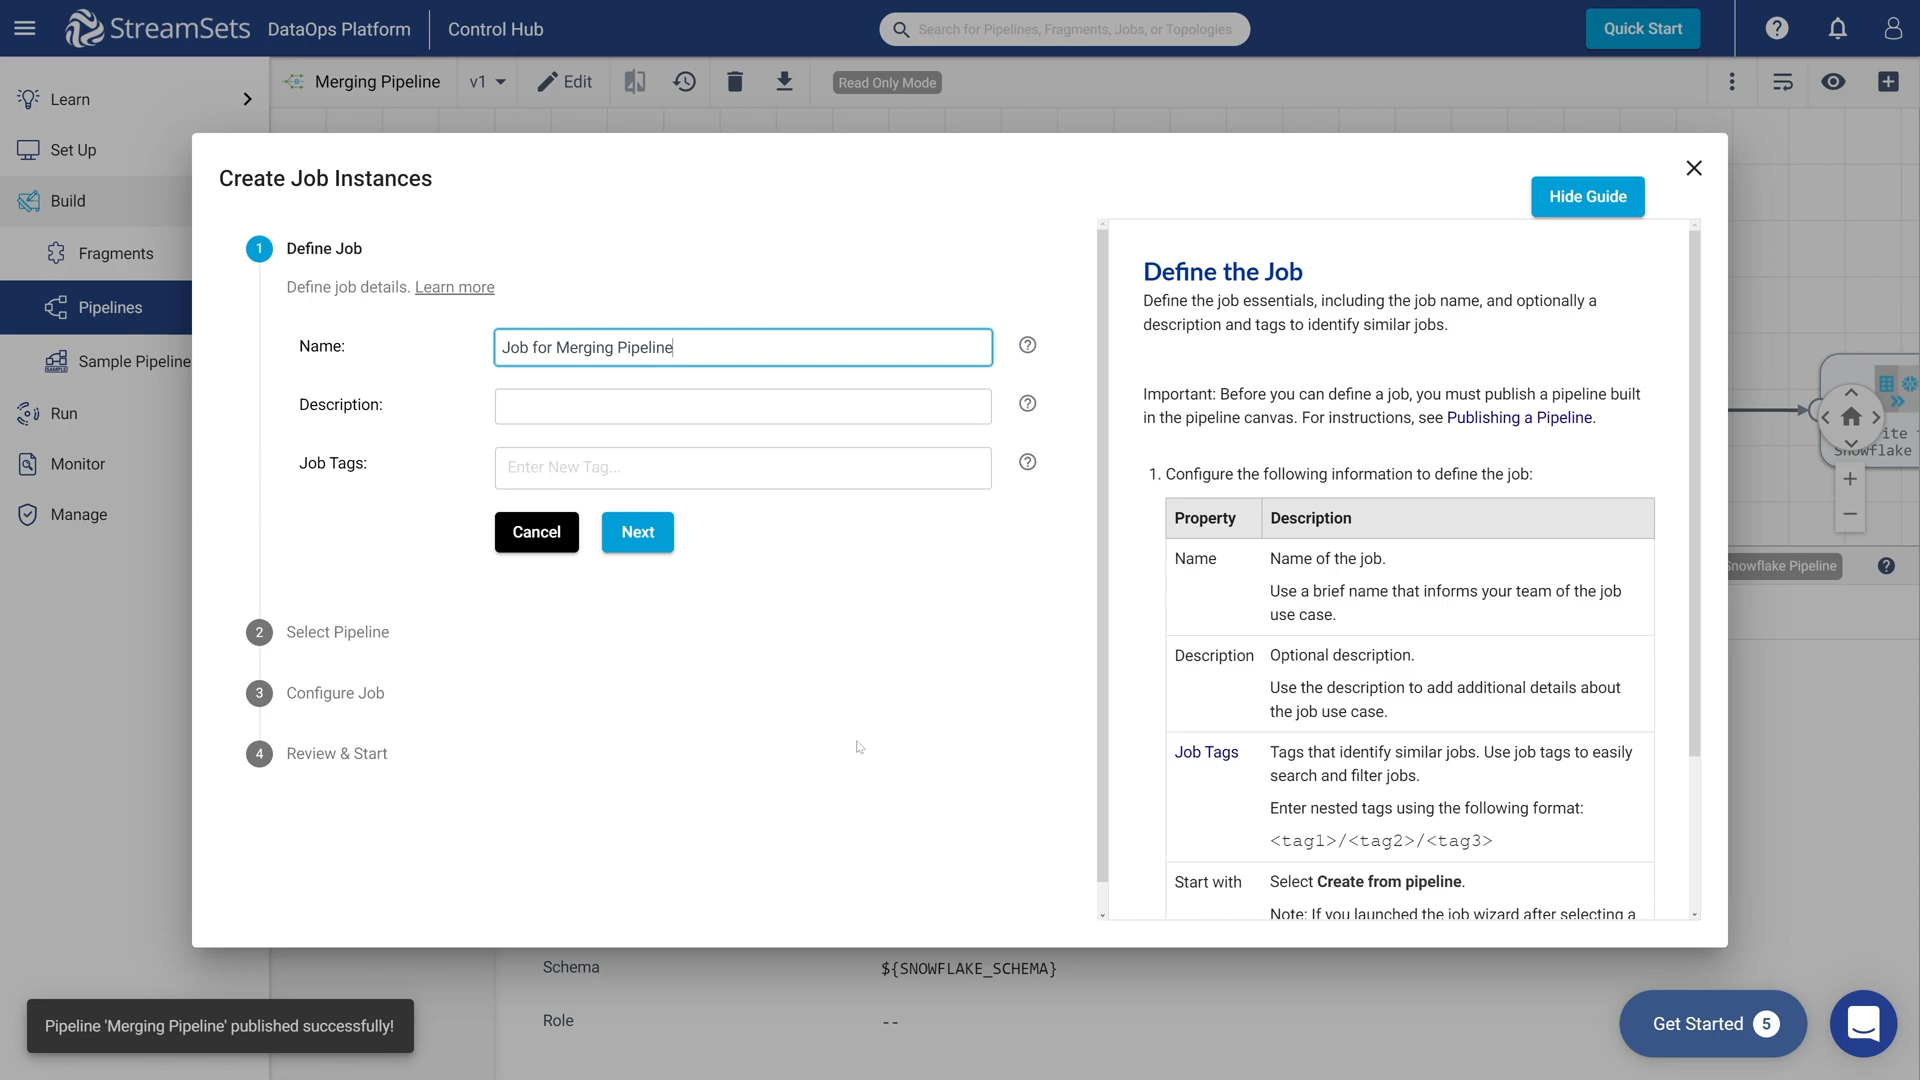 StreamSets DataOps Platform Control Hub
Search for Pipelines, Fragments, Jobs, or Topologies
Quick Start
Learn
Set Up
Build
Fragments
Pipelines
Sample Pipeline
Run
Monitor
Manage
Merging Pipeline v1 Edit Read Only Mode
Create Job Instances
Hide Guide
1 Define Job
Define job details. Learn more
Name: Job for Merging Pipeline
Description:
Job Tags: Enter New Tag...
Cancel Next
2 Select Pipeline
3 Configure Job
4 Review & Start
Define the Job
Define the job essentials, including the job name, and optionally a
description and tags to identify similar jobs.
Important: Before you can define a job, you must publish a pipeline built
in the pipeline canvas. For instructions, see Publishing a Pipeline.
1. Configure the following information to define the job:
Property Description
Name Name of the job.
Use a brief name that informs your team of the job
use case.
Description Optional description.
Use the description to add additional details about
the job use case.
Job Tags Tags that identify similar jobs. Use job tags to easily
search and filter jobs.
Enter nested tags using the following format:
<tag1>/<tag2>/<tag3>
Start with Select Create from pipeline.
Note: If you launched the job wizard after selecting a
Snowflake
Snowflake Pipeline
Schema ${SNOWFLAKE_SCHEMA}
Role --
Pipeline 'Merging Pipeline' published successfully!
Get Started 5